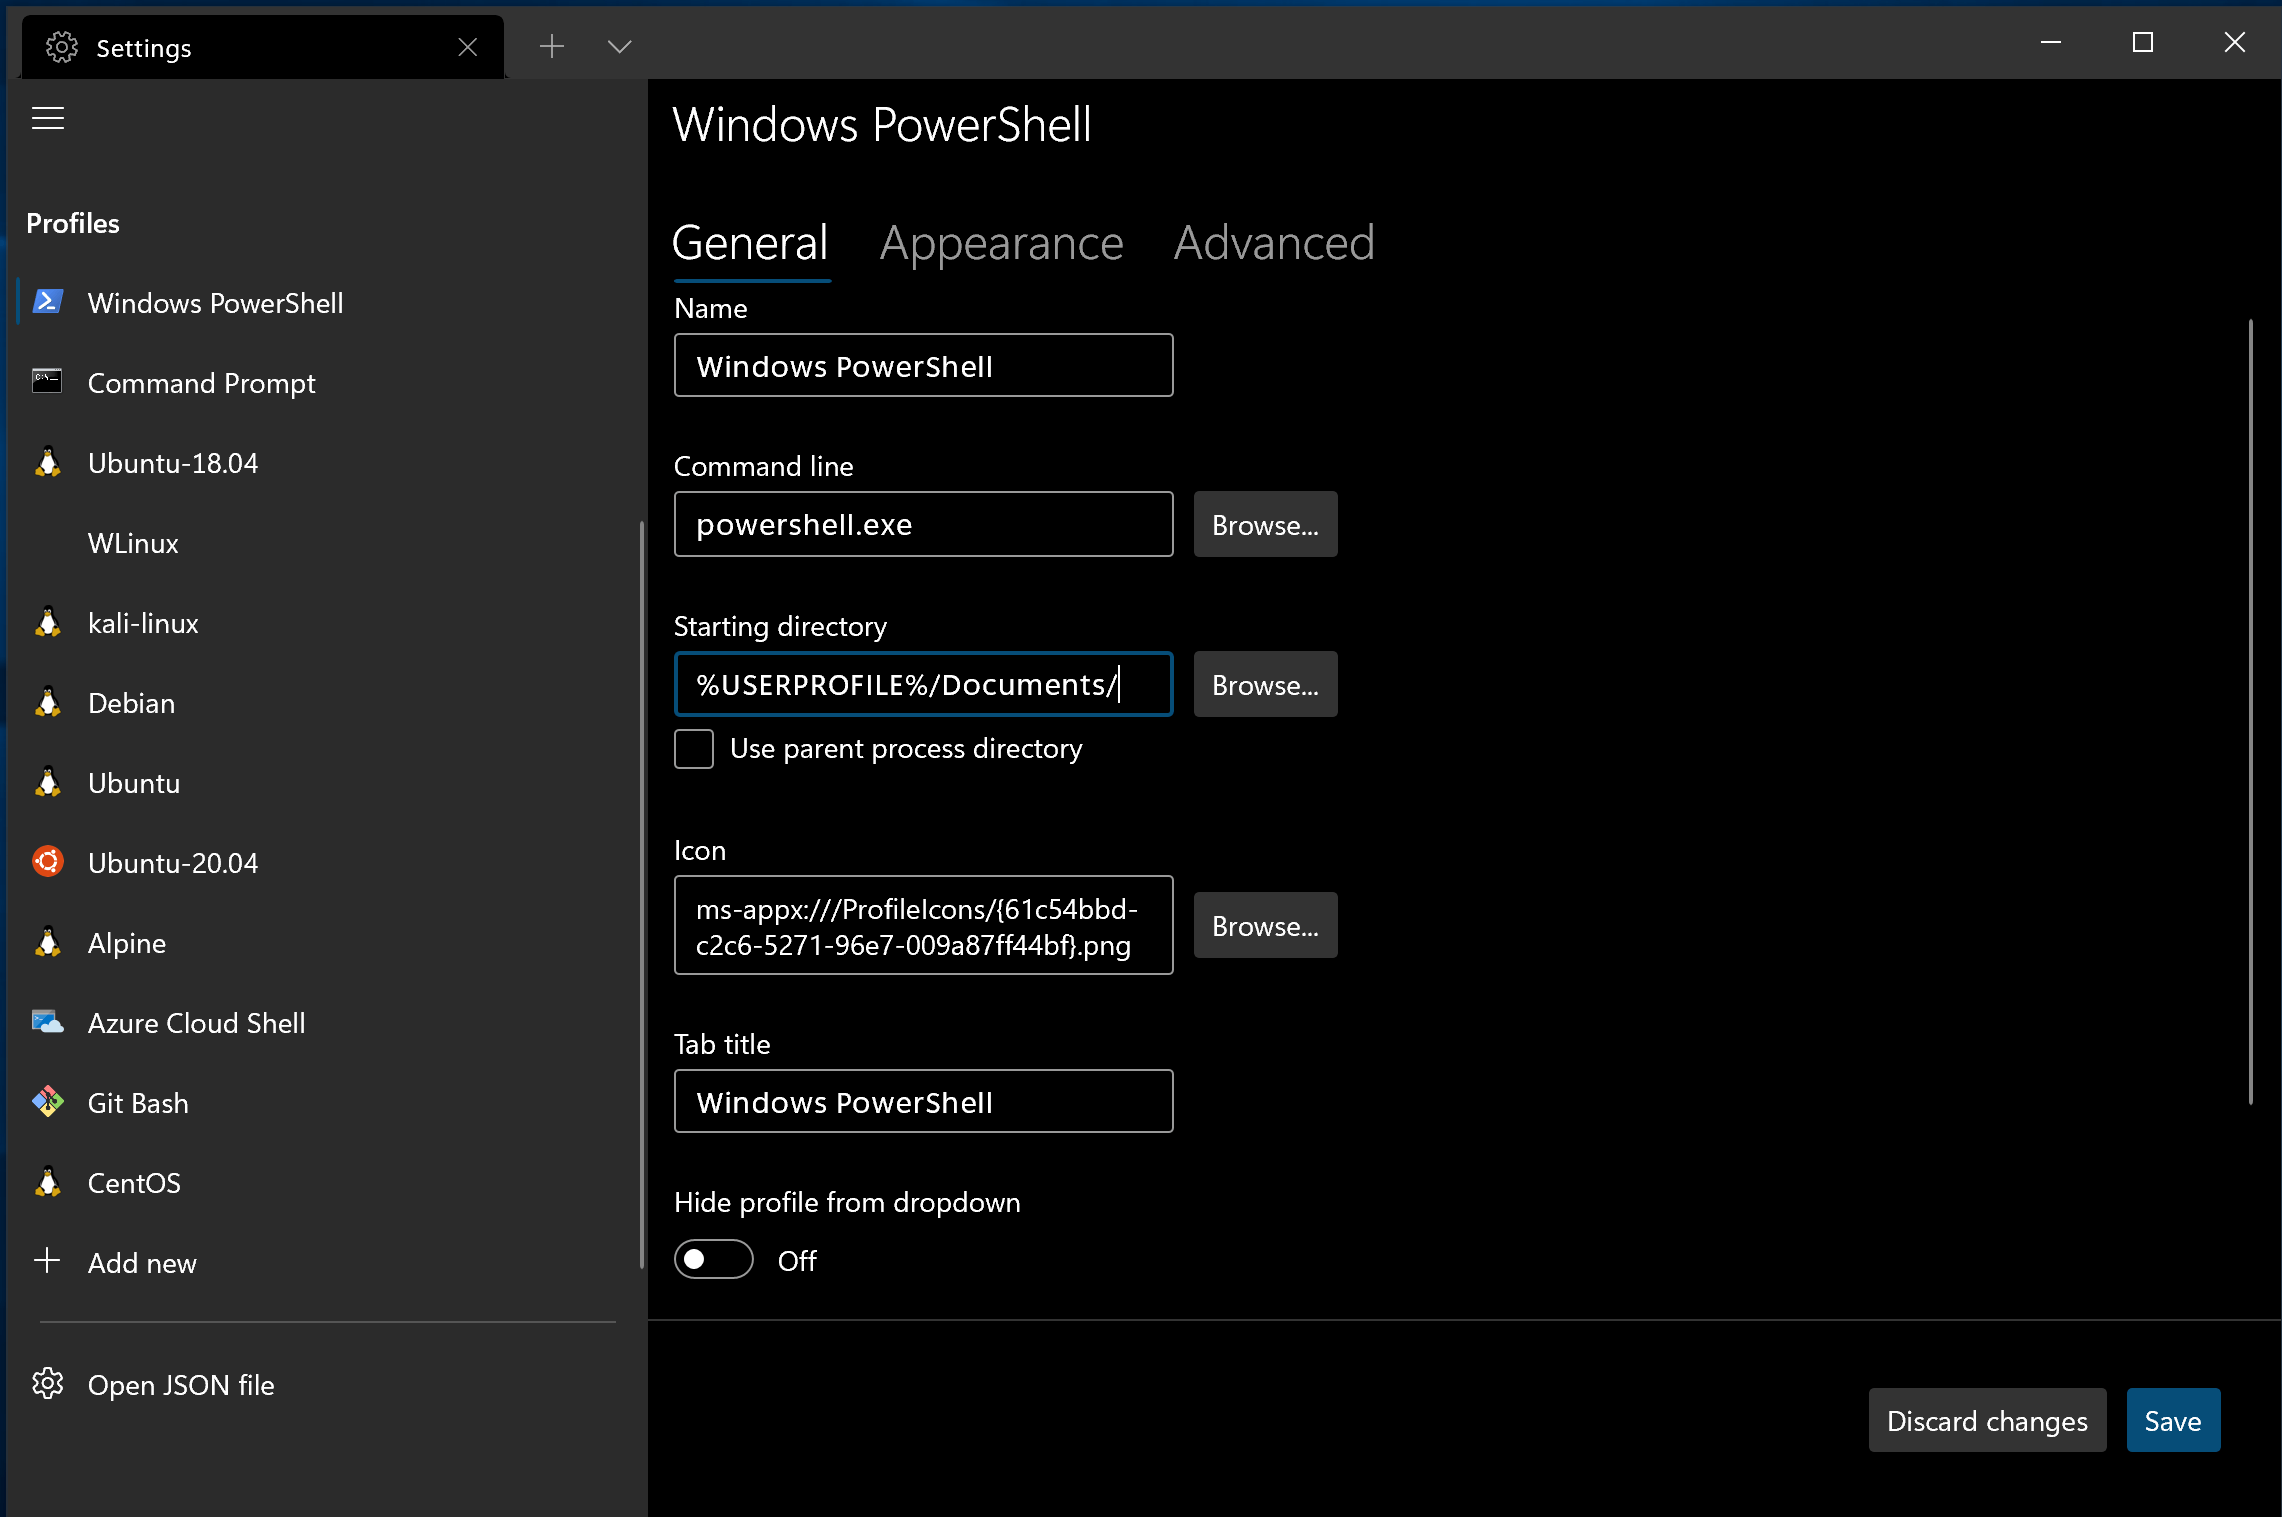 Settings
Profiles
Windows PowerShell
Command Prompt
Ubuntu-18.04
WLinux
kali-linux
Debian
Ubuntu
Ubuntu-20.04
Alpine
Azure Cloud Shell
Git Bash
CentOS
Add new
Open JSON file
Windows PowerShell
General Appearance Advanced
Name
Windows PowerShell
Command line
powershell.exe
Browse...
Starting directory
%USERPROFILE%/Documents/
Browse...
Use parent process directory
Icon
ms-appx:///ProfileIcons/{61c54bbd-
c2c6-5271-96e7-009a87ff44bf}.png
Browse...
Tab title
Windows PowerShell
Hide profile from dropdown
Off
Discard changes
Save